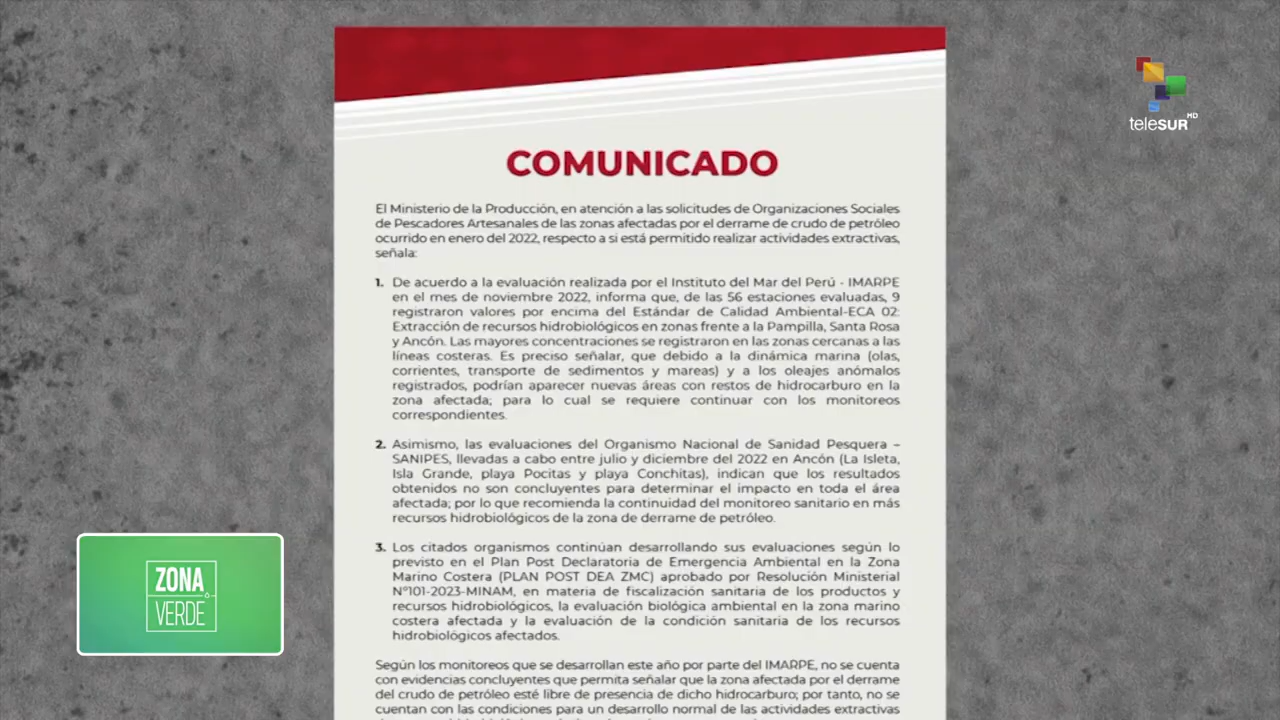 teleSUR HD
COMUNICADO
El Ministerio de la Producción, en atención a las solicitudes de Organizaciones Sociales
de Pescadores Artesanales de las zonas afectadas por el derrame de crudo de petróleo
ocurrido en enero del 2022, respecto a si está permitido realizar actividades extractivas,
señala:
1. De acuerdo a la evaluación realizada por el Instituto del Mar del Perú - IMARPE
en el mes de noviembre 2022, informa que, de las 56 estaciones evaluadas, 9
registraron valores por encima del Estándar de Calidad Ambiental-ECA 02:
Extracción de recursos hidrobiológicos en zonas frente a la Pampilla, Santa Rosa
y Ancón. Las mayores concentraciones se registraron en las zonas cercanas a las
líneas costeras. Es preciso señalar, que debido a la dinámica marina (olas,
corrientes, transporte de sedimentos y mareas) y a los oleajes anómalos
registrados, podrían aparecer nuevas áreas con restos de hidrocarburo en la
zona afectada; para lo cual se requiere continuar con los monitoreos
correspondientes.
2. Asimismo, las evaluaciones del Organismo Nacional de Sanidad Pesquera –
SANIPES, llevadas a cabo entre julio y diciembre del 2022 en Ancón (La Isleta,
Isla Grande, playa Pocitas y playa Conchitas), indican que los resultados
obtenidos no son concluyentes para determinar el impacto en toda el área
afectada; por lo que recomienda la continuidad del monitoreo sanitario en más
recursos hidrobiológicos de la zona de derrame de petróleo.
3. Los citados organismos continúan desarrollando sus evaluaciones según lo
previsto en el Plan Post Declaratoria de Emergencia Ambiental en la Zona
Marino Costera (PLAN POST DEA ZMC) aprobado por Resolución Ministerial
N°101-2023-MINAM, en materia de fiscalización sanitaria de los productos y
recursos hidrobiológicos, la evaluación biológica ambiental en la zona marino
costera afectada y la evaluación de la condición sanitaria de los recursos
hidrobiológicos afectados.
Según los monitoreos que se desarrollan este año por parte del IMARPE, no se cuenta
con evidencias concluyentes que permita señalar que la zona afectada por el derrame
del crudo de petróleo esté libre de presencia de dicho hidrocarburo; por tanto, no se
cuentan con las condiciones para un desarrollo normal de las actividades extractivas
ZONA
VERDE